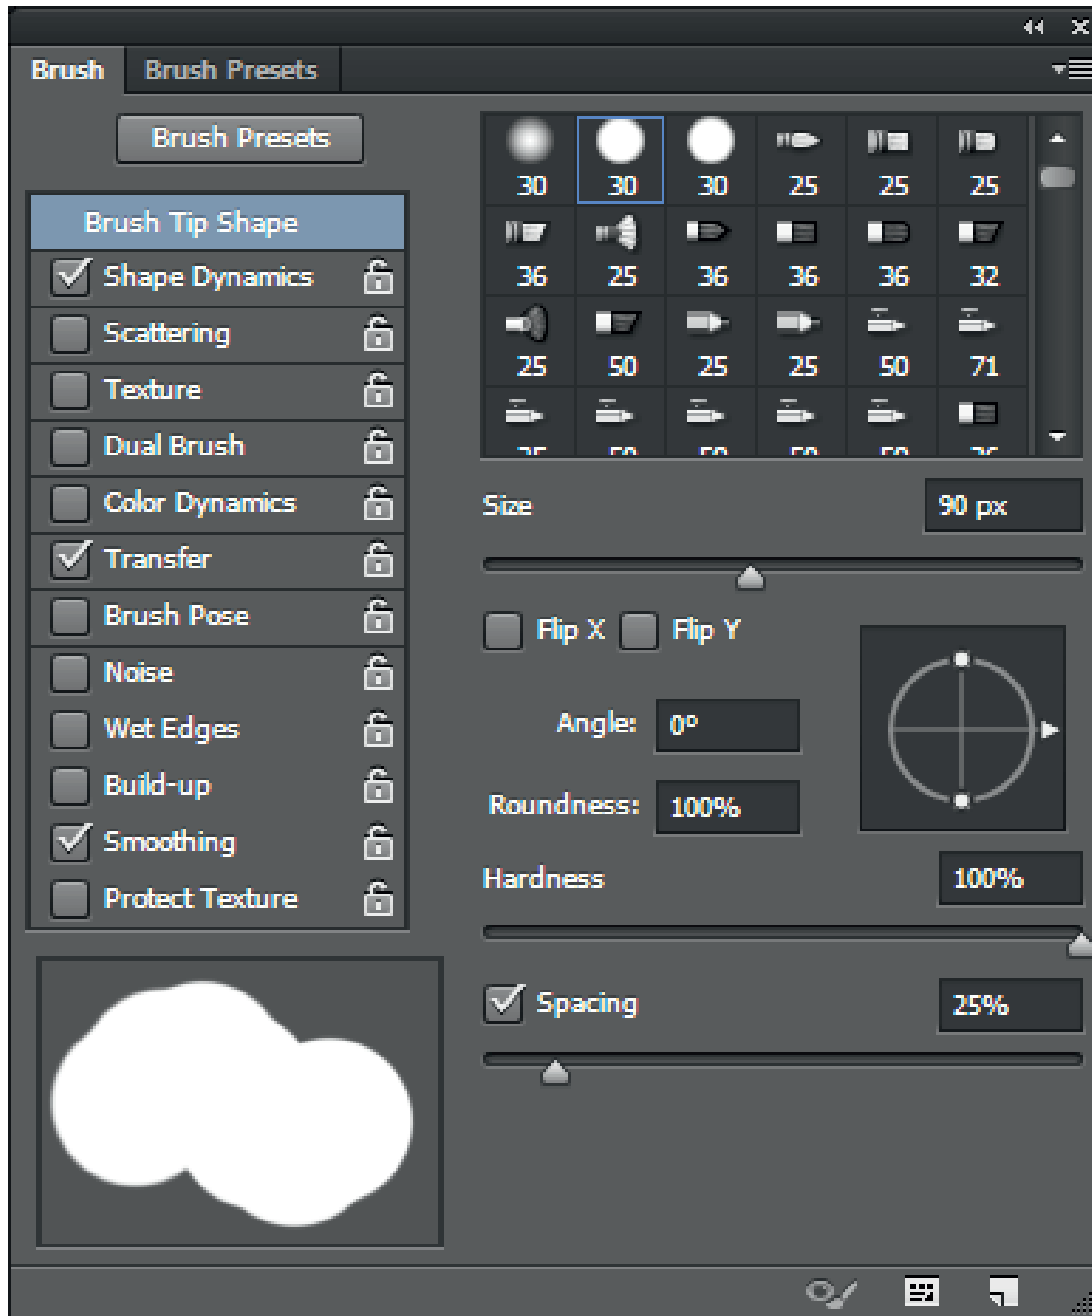 Brush Brush Presets
Brush Presets
Brush Tip Shape
Shape Dynamics
Scattering
Texture
Dual Brush
Color Dynamics
Transfer
Brush Pose
Noise
Wet Edges
Build-up
Smoothing
Protect Texture
30 30 30 25 25 25
36 25 36 36 36 32
25 50 25 25 50 71
Size 90 px
Flip X Flip Y
Angle: 0º
Roundness: 100%
Hardness 100%
Spacing 25%